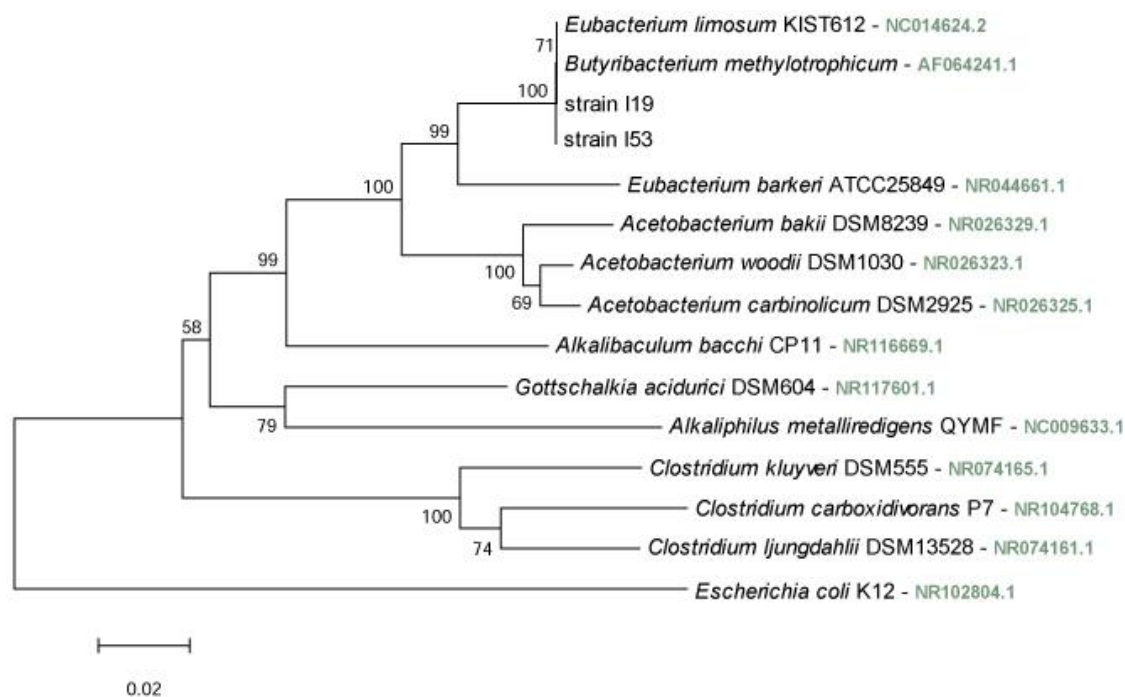 Eubacterium limosum KIST612 - NC014624.2
71
Butyribacterium methylotrophicum - AF064241.1
100
strain I19
99
strain I53
100
Eubacterium barkeri ATCC25849 - NR044661.1
Acetobacterium bakii DSM8239 - NR026329.1
99
100
Acetobacterium woodii DSM1030 - NR026323.1
69
Acetobacterium carbinolicum DSM2925 - NR026325.1
58
Alkalibaculum bacchi CP11 - NR116669.1
Gottschalkia acidurici DSM604 - NR117601.1
79
Alkaliphilus metalliredigens QYMF - NC009633.1
Clostridium kluyveri DSM555 - NR074165.1
100
Clostridium carboxidivorans P7 - NR104768.1
74
Clostridium ljungdahlii DSM13528 - NR074161.1
Escherichia coli K12 - NR102804.1
0.02